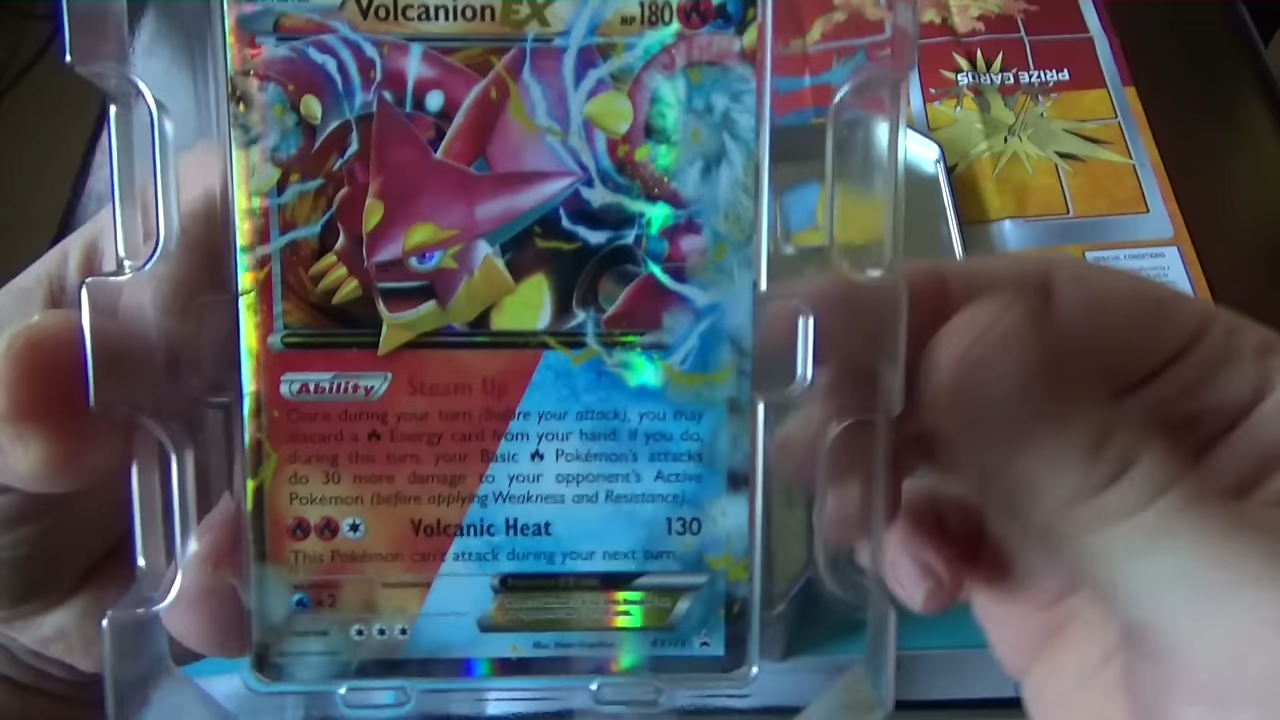 Volcanion EX HP 180
PRIZE CARDS
SPECIAL CONDITIONS
Ability Steam Up
Once during your turn (before your attack), you may
discard a Energy card from your hand. If you do,
during this turn, your Basic Pokémon's attacks
do 30 more damage to your opponent's Active
Pokémon (before applying Weakness and Resistance).
Volcanic Heat 130
This Pokémon can't attack during your next turn.
×2